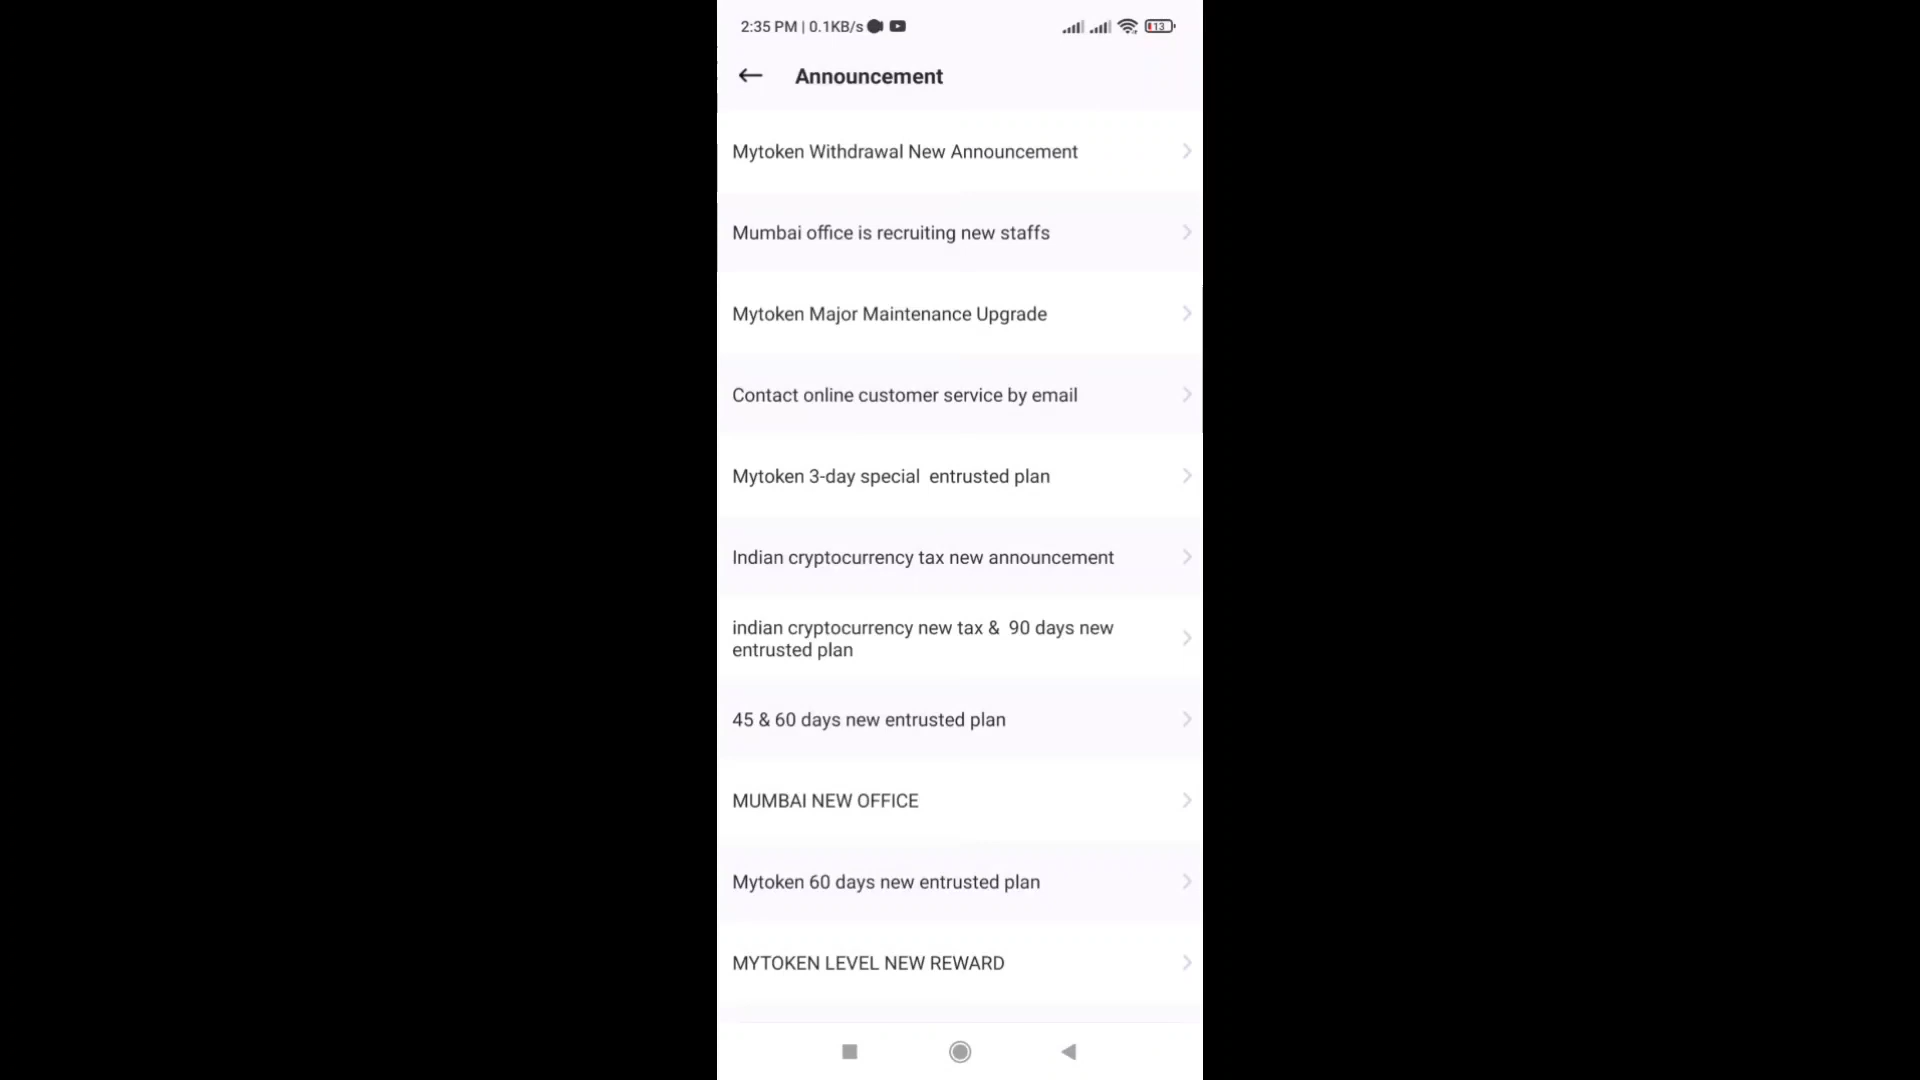 2:35 PM | 0.1KB/s 13
Announcement
Mytoken Withdrawal New Announcement
Mumbai office is recruiting new staffs
Mytoken Major Maintenance Upgrade
Contact online customer service by email
Mytoken 3-day special  entrusted plan
Indian cryptocurrency tax new announcement
indian cryptocurrency new tax &  90 days new
entrusted plan
45 & 60 days new entrusted plan
MUMBAI NEW OFFICE
Mytoken 60 days new entrusted plan
MYTOKEN LEVEL NEW REWARD